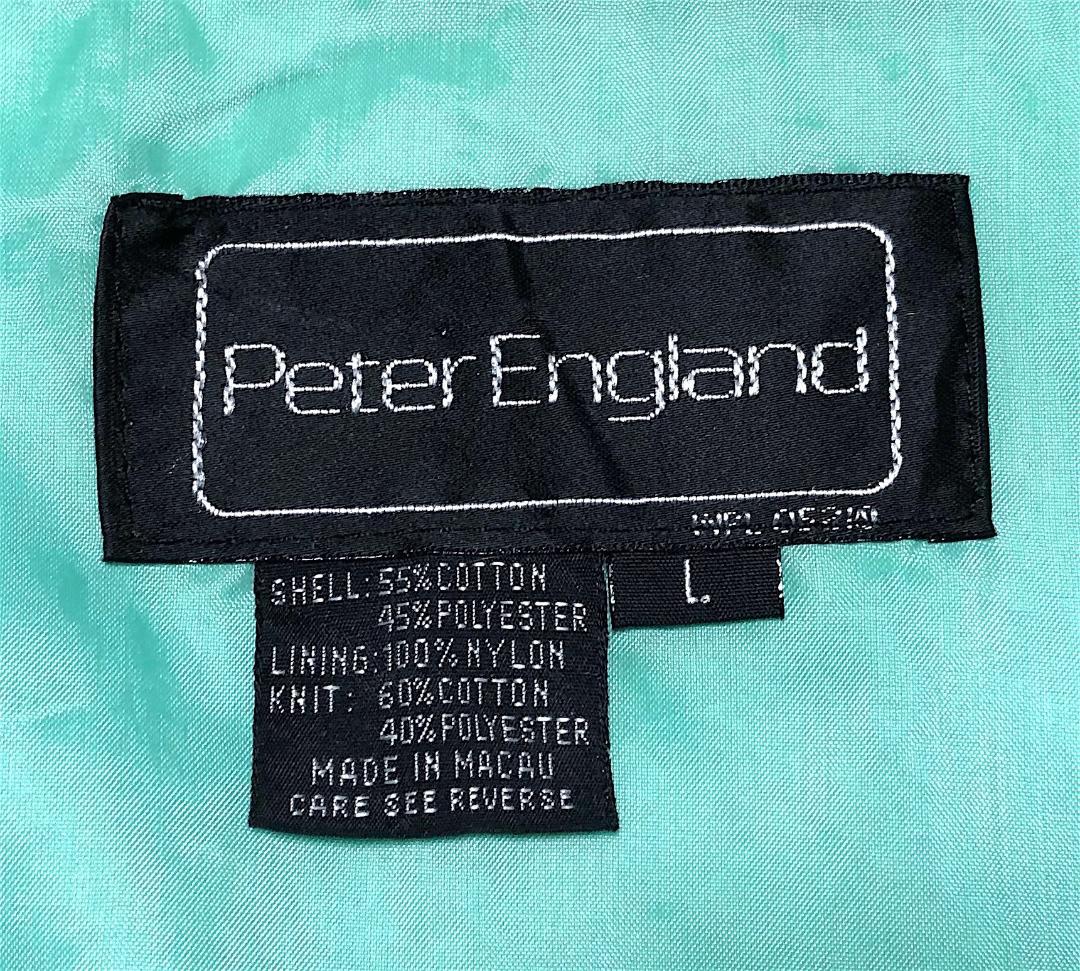 Peter England
WPL
L
SHELL: 55% COTTON
45% POLYESTER
LINING: 100% NYLON
KNIT: 60% COTTON
40% POLYESTER
MADE IN MACAU
CARE SEE REVERSE